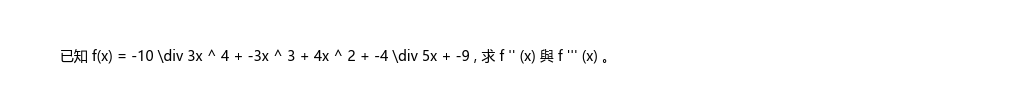 已知 f(x) = -10 \div 3x ^ 4 + -3x ^ 3 + 4x ^ 2 + -4 \div 5x + -9 , 求 f '' (x) 與 f ''' (x) 。